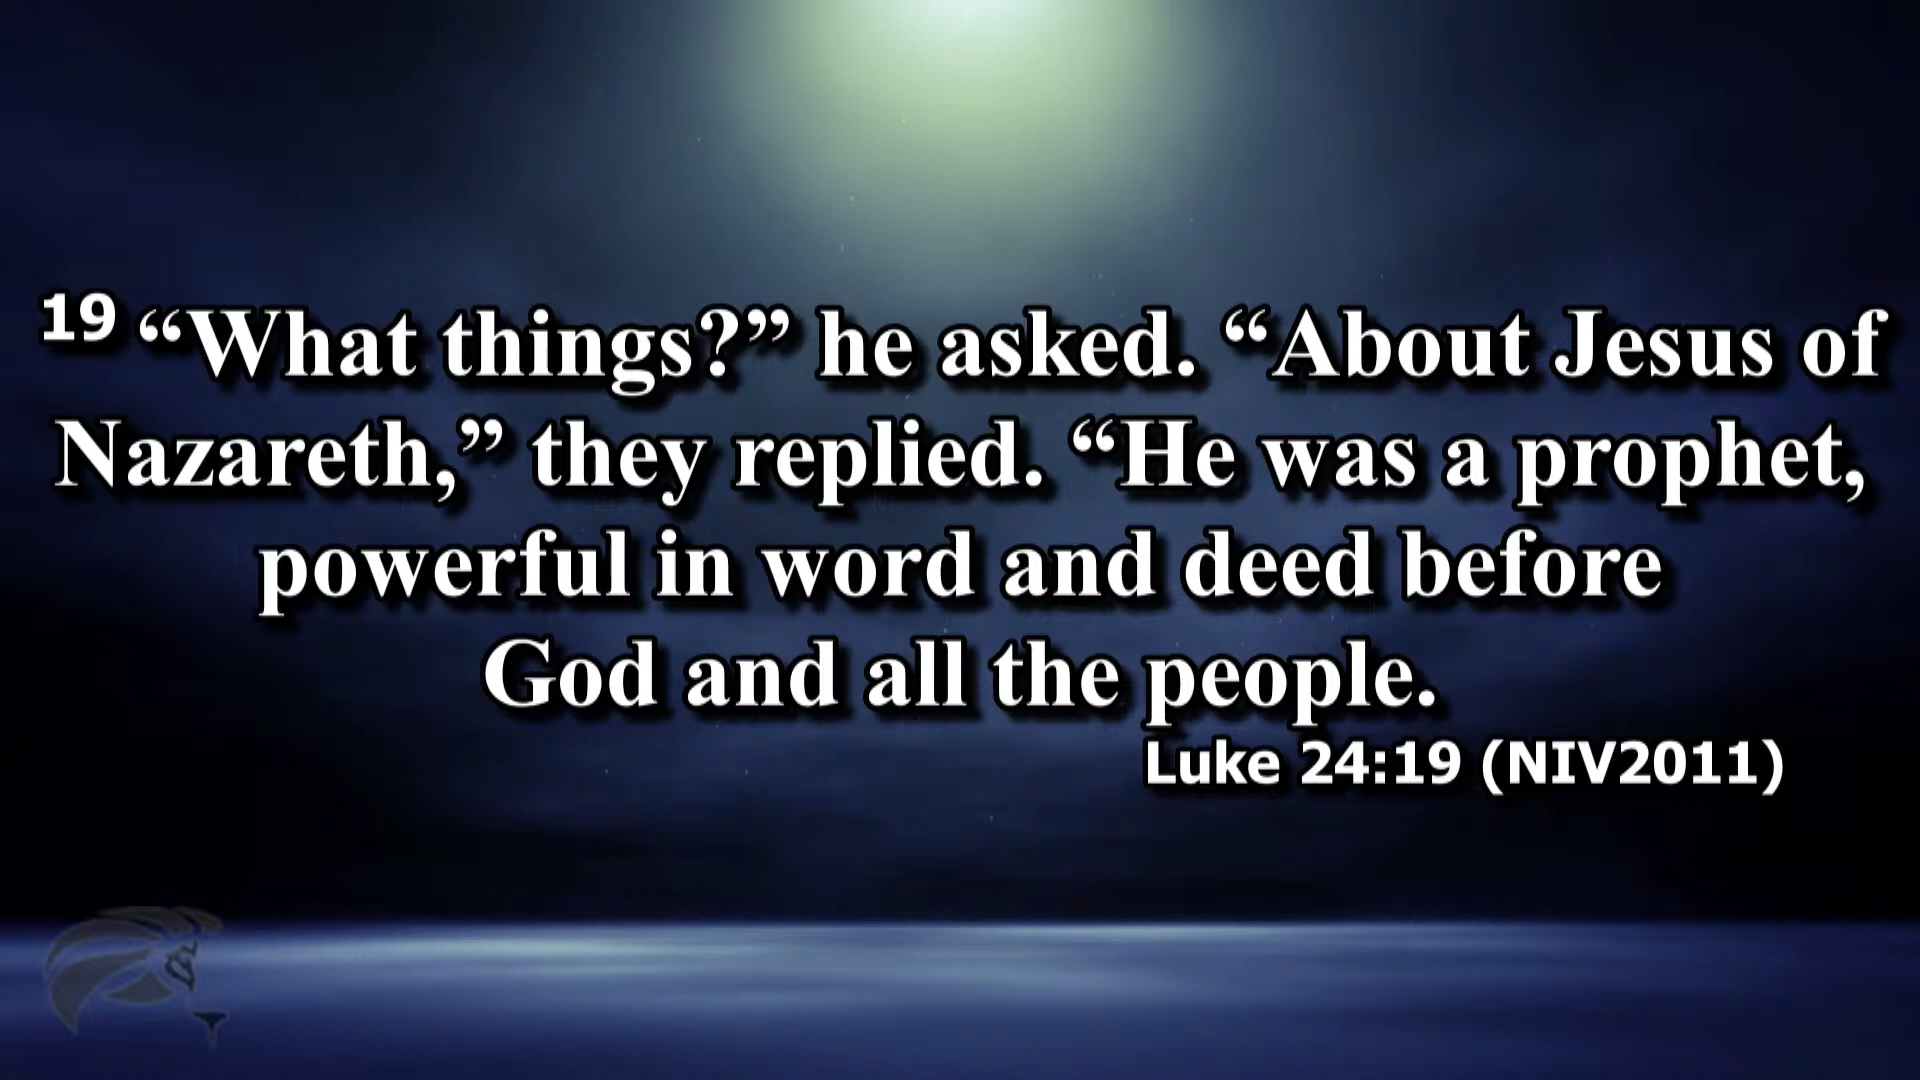 19 “What things?” he asked. “About Jesus of
Nazareth,” they replied. “He was a prophet,
powerful in word and deed before
God and all the people.
Luke 24:19 (NIV2011)